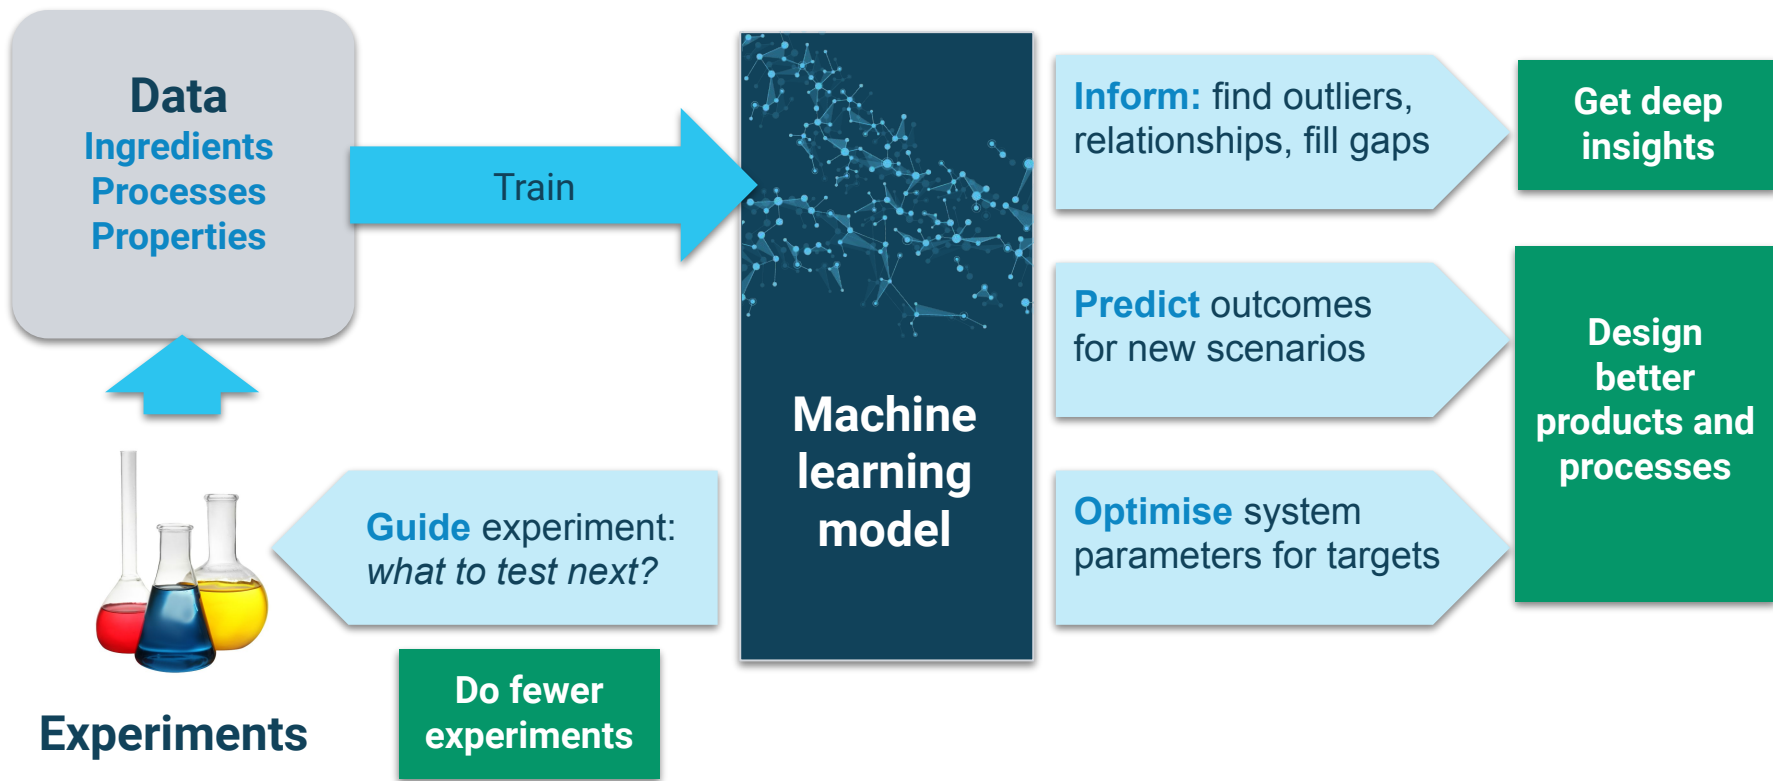 Data
Ingredients
Processes
Properties
Train
Machine
learning
model
Inform: find outliers,
relationships, fill gaps
Get deep
insights
Predict outcomes
for new scenarios
Optimise system
parameters for targets
Design
better
products and
processes
Guide experiment:
what to test next?
Do fewer
experiments
Experiments